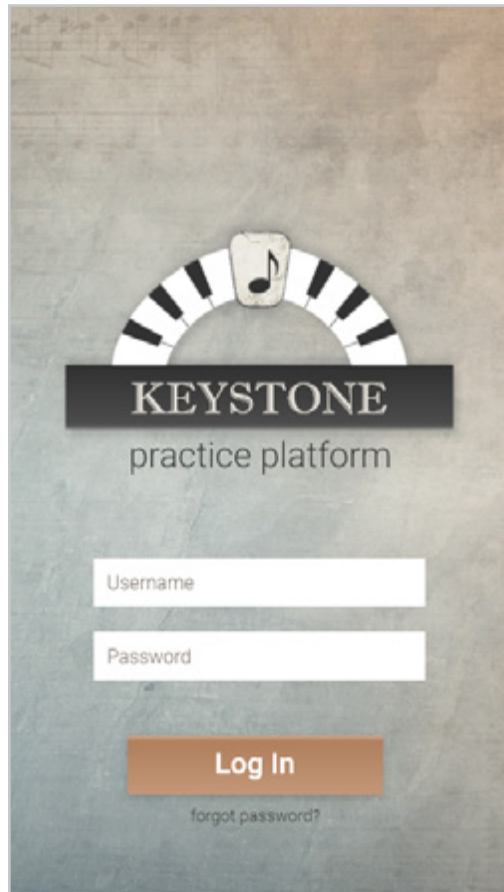 KEYSTONE
practice platform
Username
Password
Log In
forgot password?